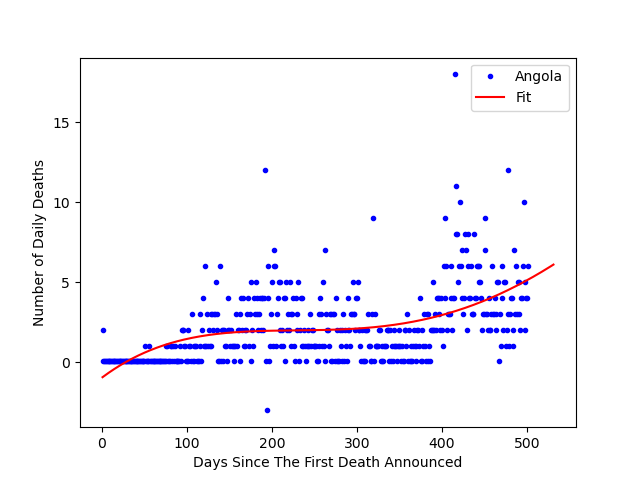 Angola
Fit
15
10
5
0
0 100 200 300 400 500
Number of Daily Deaths
Days Since The First Death Announced